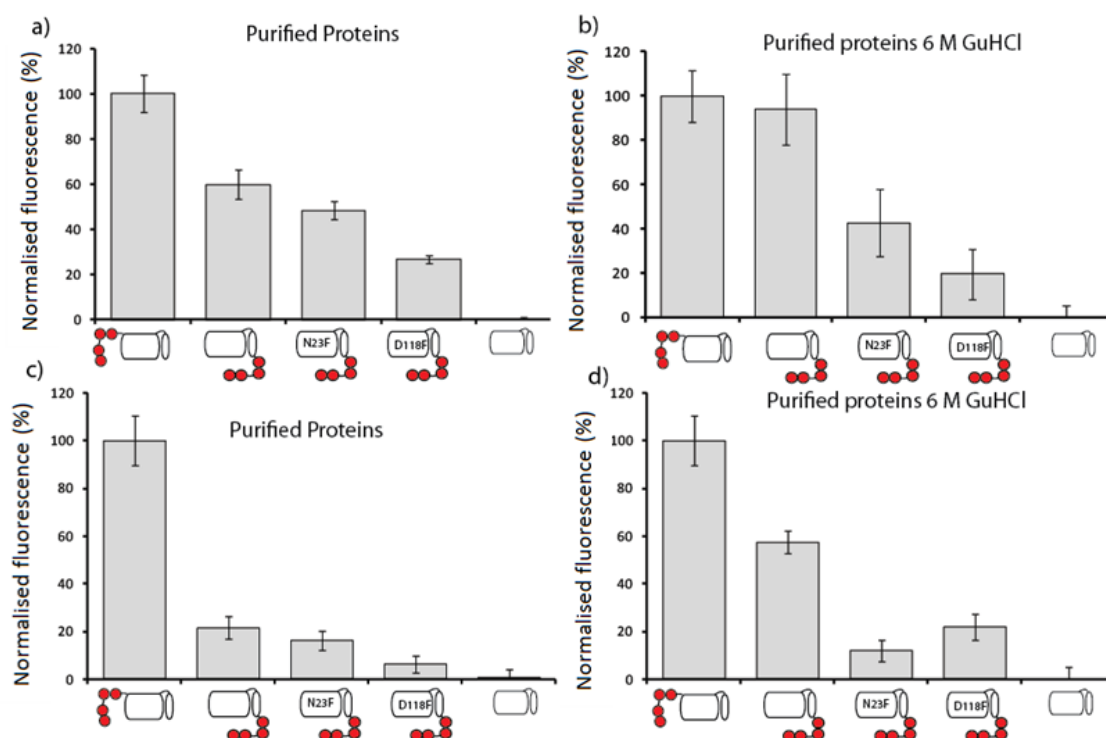 a)
Purified Proteins
Normalised fluorescence (%)
120
100
80
60
40
20
0
N23F
D118F
b)
Purified proteins 6 M GuHCl
Normalised fluorescence (%)
120
100
80
60
40
20
0
N23F
D118F
c)
Purified Proteins
Normalised fluorescence (%)
120
100
80
60
40
20
0
N23F
D118F
d)
Purified proteins 6 M GuHCl
Normalised fluorescence (%)
120
100
80
60
40
20
0
N23F
D118F